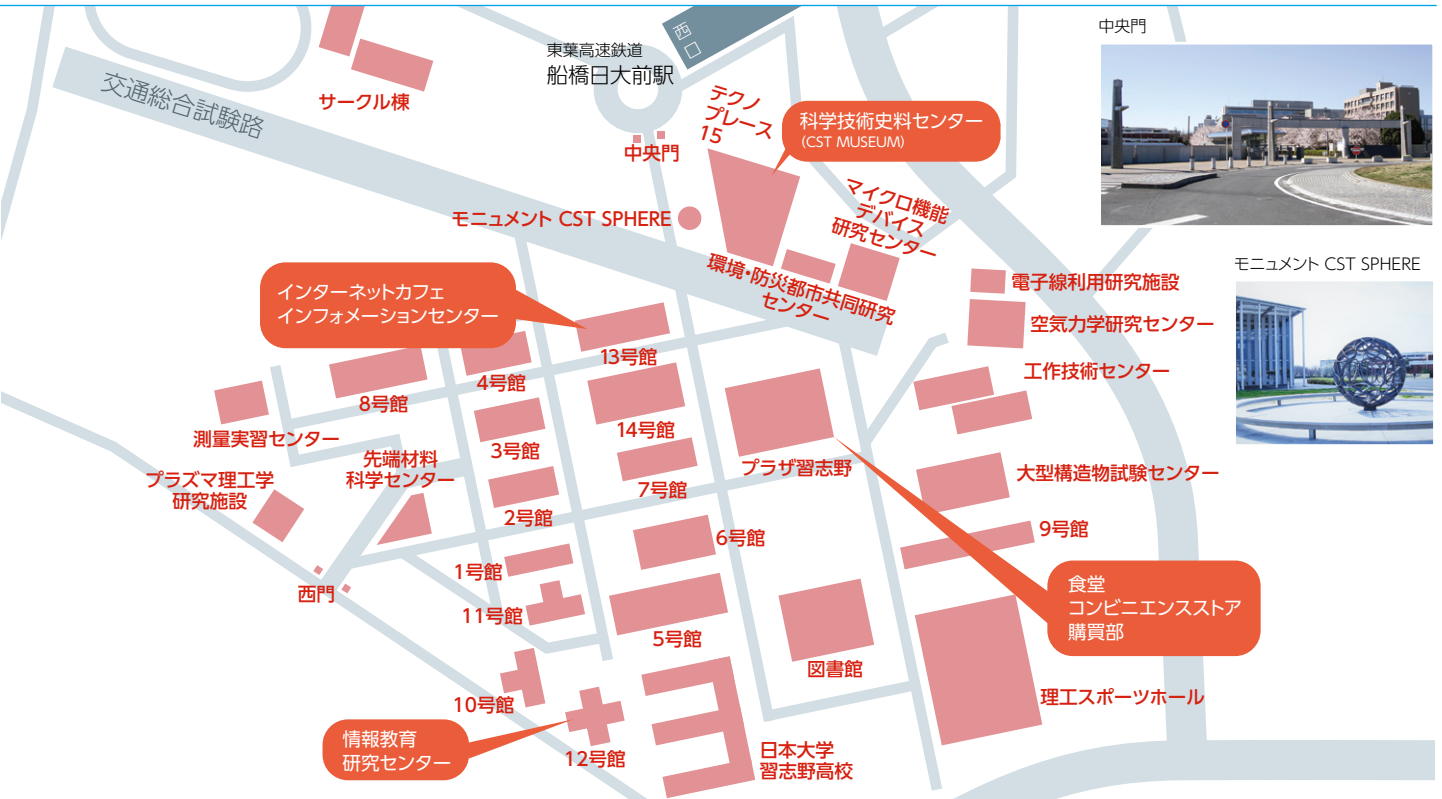 中央門
西口
東葉高速鉄道
船橋日大前駅
交通総合試験路
サークル棟
テクノ
プレース
15
科学技術史料センター
(CST MUSEUM)
中央門
マイクロ機能
デバイス
研究センター
モニュメント CST SPHERE
モニュメント CST SPHERE
環境・防災都市共同研究
センター
電子線利用研究施設
インターネットカフェ
インフォメーションセンター
空気力学研究センター
13号館
工作技術センター
4号館
8号館
14号館
測量実習センター
3号館
先端材料
科学センター
プラザ習志野
大型構造物試験センター
プラズマ理工学
研究施設
7号館
2号館
6号館
9号館
1号館
西門
食堂
コンビニエンスストア
購買部
11号館
5号館
図書館
10号館
理工スポーツホール
情報教育
研究センター
12号館
日本大学
習志野高校